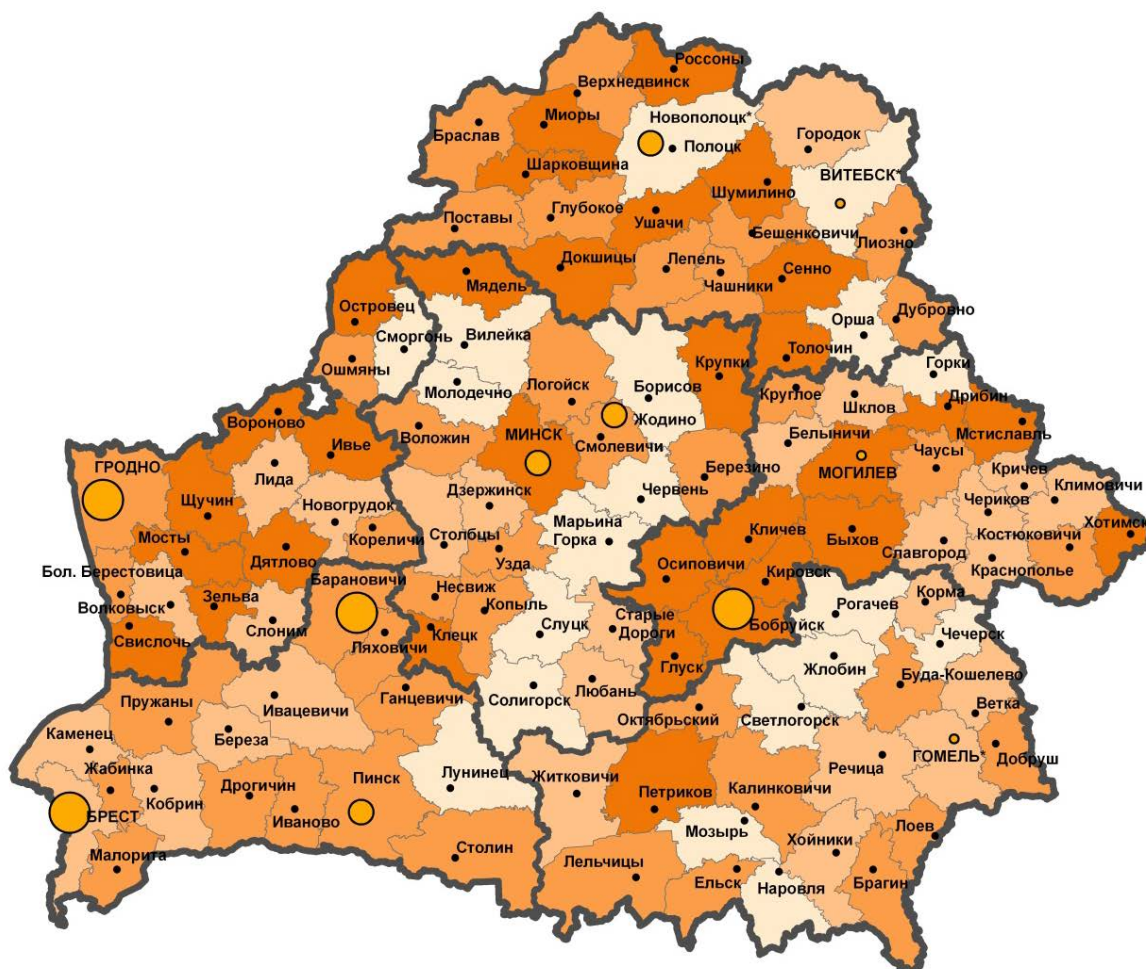 Россоны
Верхнедвинск
Миоры
Новополоцк*
Браслав
Городок
Полоцк
Шарковщина
ВИТЕБСК*
Шумилино
Глубокое
Поставы
Ушачи
Бешенковичи
Лиозно
Докшицы
Лепель
Сенно
Мядель
Чашники
Островец
Дубровно
Сморгонь
Вилейка
Орша
Толочин
Ошмяны
Крупки
Горки
Молодечно
Логойск
Борисов
Круглое
Дрибин
Шклов
Вороново
Жодино
Мстиславль
Воложин
МИНСК
Ивье
Смолевичи
Белыничи
Чаусы
ГРОДНО
Лида
МОГИЛЕВ
Березино
Кричев
Климовичи
Щучин
Дзержинск
Червень
Чериков
Новогрудок
Хотимск
Марьина
Горка
Столбцы
Кличев
Быхов
Костюковичи
Мосты
Кореличи
Славгород
Узда
Дятлово
Осиповичи
Краснополье
Бол. Берестовица
Барановичи
Несвиж
Кировск
Корма
Зельва
Копыль
Рогачев
Волковыск
Старые
Дороги
Слуцк
Клецк
Бобруйск
Слоним
Свислочь
Ляховичи
Чечерск
Жлобин
Глуск
Буда-Кошелево
Любань
Солигорск
Ганцевичи
Ивацевичи
Пружаны
Октябрьский
Светлогорск
Ветка
Каменец
Береза
ГОМЕЛЬ*
Добруш
Жабинка
Лунинец
Речица
Пинск
Житковичи
Дрогичин
Петриков
Калинковичи
Кобрин
БРЕСТ
Иваново
Мозырь
Лоев
Хойники
Столин
Малорита
Лельчицы
Ельск
Наровля
Брагин